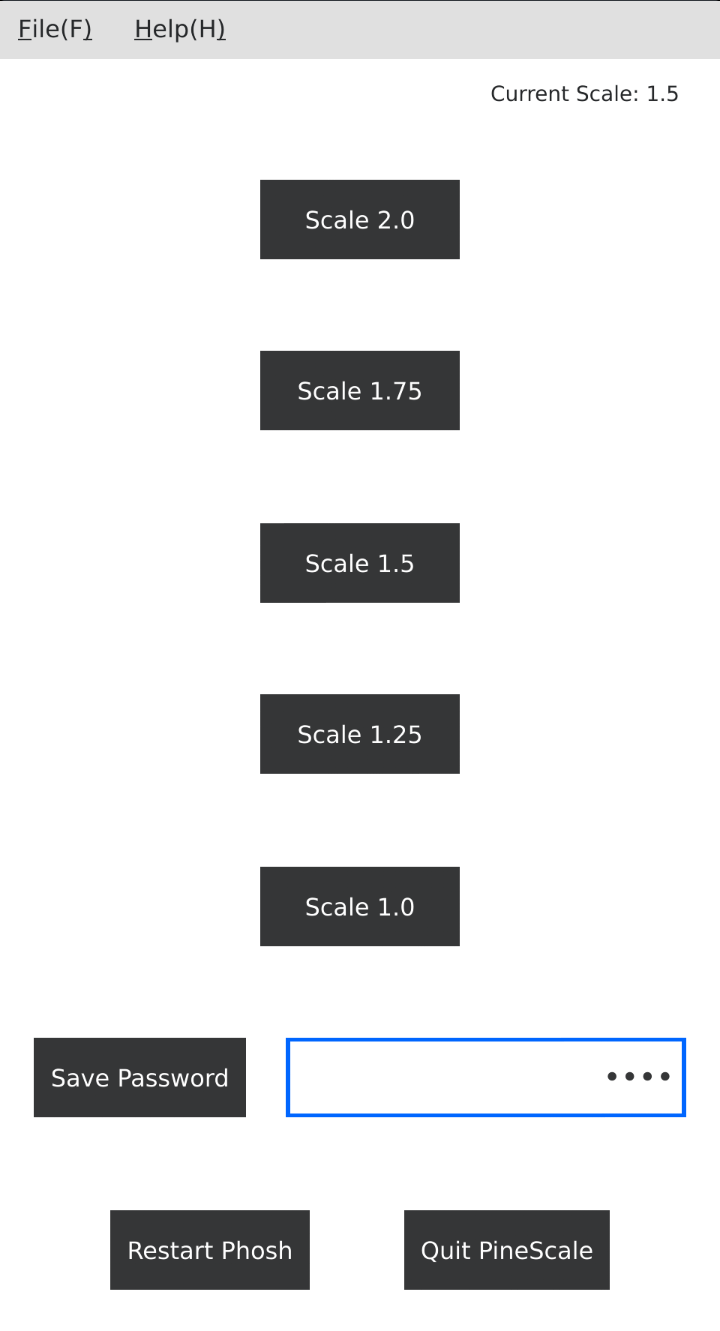 File(F) Help(H)
Current Scale: 1.5
Scale 2.0
Scale 1.75
Scale 1.5
Scale 1.25
Scale 1.0
Save Password ••••
Restart Phosh Quit PineScale